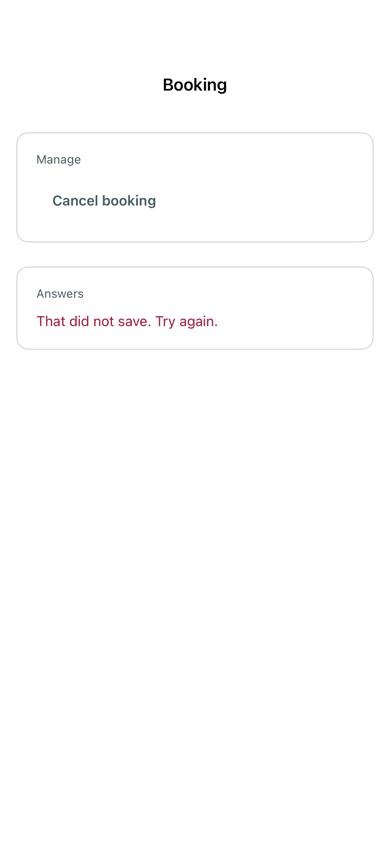 Booking
Manage
Cancel booking
Answers
That did not save. Try again.